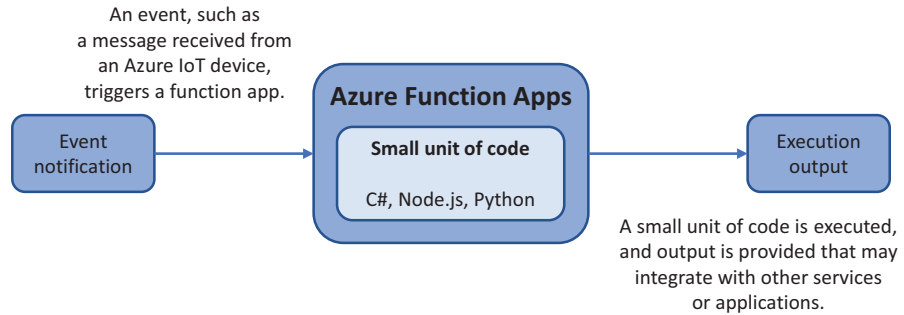 An event, such as
a message received from
an Azure IoT device,
triggers a function app.
Event
notification
Azure Function Apps
Small unit of code
C#, Node.js, Python
Execution
output
A small unit of code is executed,
and output is provided that may
integrate with other services
or applications.